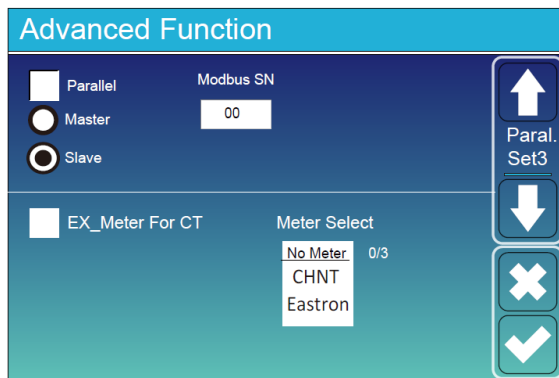 Advanced Function
Parallel
Modbus SN
Master
00
Slave
Paral.
Set3
EX_Meter For CT
Meter Select
No Meter
0/3
CHNT
Eastron